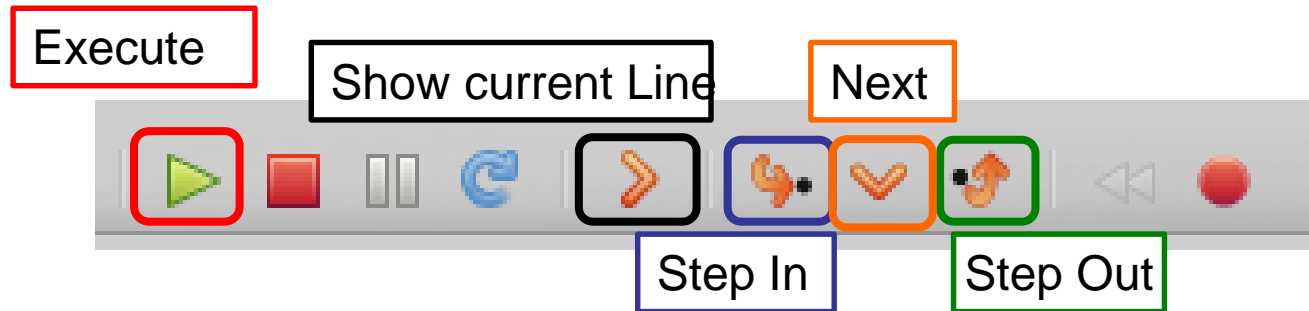 Execute
Show current Line
Next
Step In
Step Out